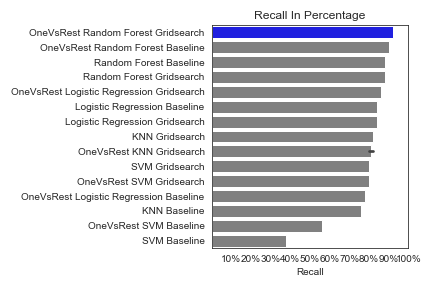 Recall In Percentage
OneVsRest Random Forest Gridsearch
OneVsRest Random Forest Baseline
Random Forest Baseline
Random Forest Gridsearch
OneVsRest Logistic Regression Gridsearch
Logistic Regression Baseline
Logistic Regression Gridsearch
KNN Gridsearch
OneVsRest KNN Gridsearch
SVM Gridsearch
OneVsRest SVM Gridsearch
OneVsRest Logistic Regression Baseline
KNN Baseline
OneVsRest SVM Baseline
SVM Baseline
10% 20% 30% 40% 50% 60% 70% 80% 90% 100%
Recall